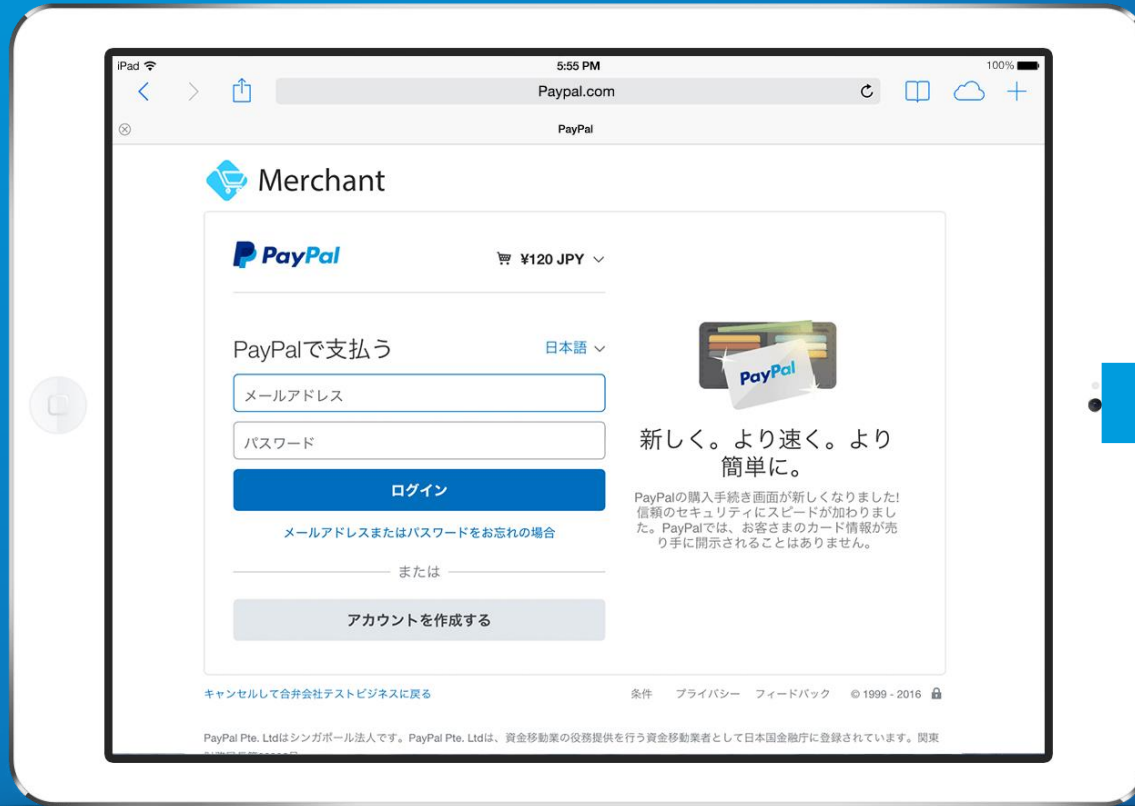 iPad
5:55 PM
100%
Paypal.com
PayPal
Merchant
PayPal
¥120 JPY
PayPalで支払う
日本語
メールアドレス
パスワード
ログイン
メールアドレスまたはパスワードをお忘れの場合
または
アカウントを作成する
PayPal
新しく。より速く。より
簡単に。
PayPalの購入手続き画面が新しくなりました!
信頼のセキュリティにスピードが加わりまし
た。PayPalでは、お客さまのカード情報が売
り手に開示されることはありません。
キャンセルして合弁会社テストビジネスに戻る
条件 プライバシー フィードバック © 1999 - 2016
PayPal Pte. Ltdはシンガポール法人です。PayPal Pte. Ltdは、資金移動業の役務提供を行う資金移動業者として日本国金融庁に登録されています。関東